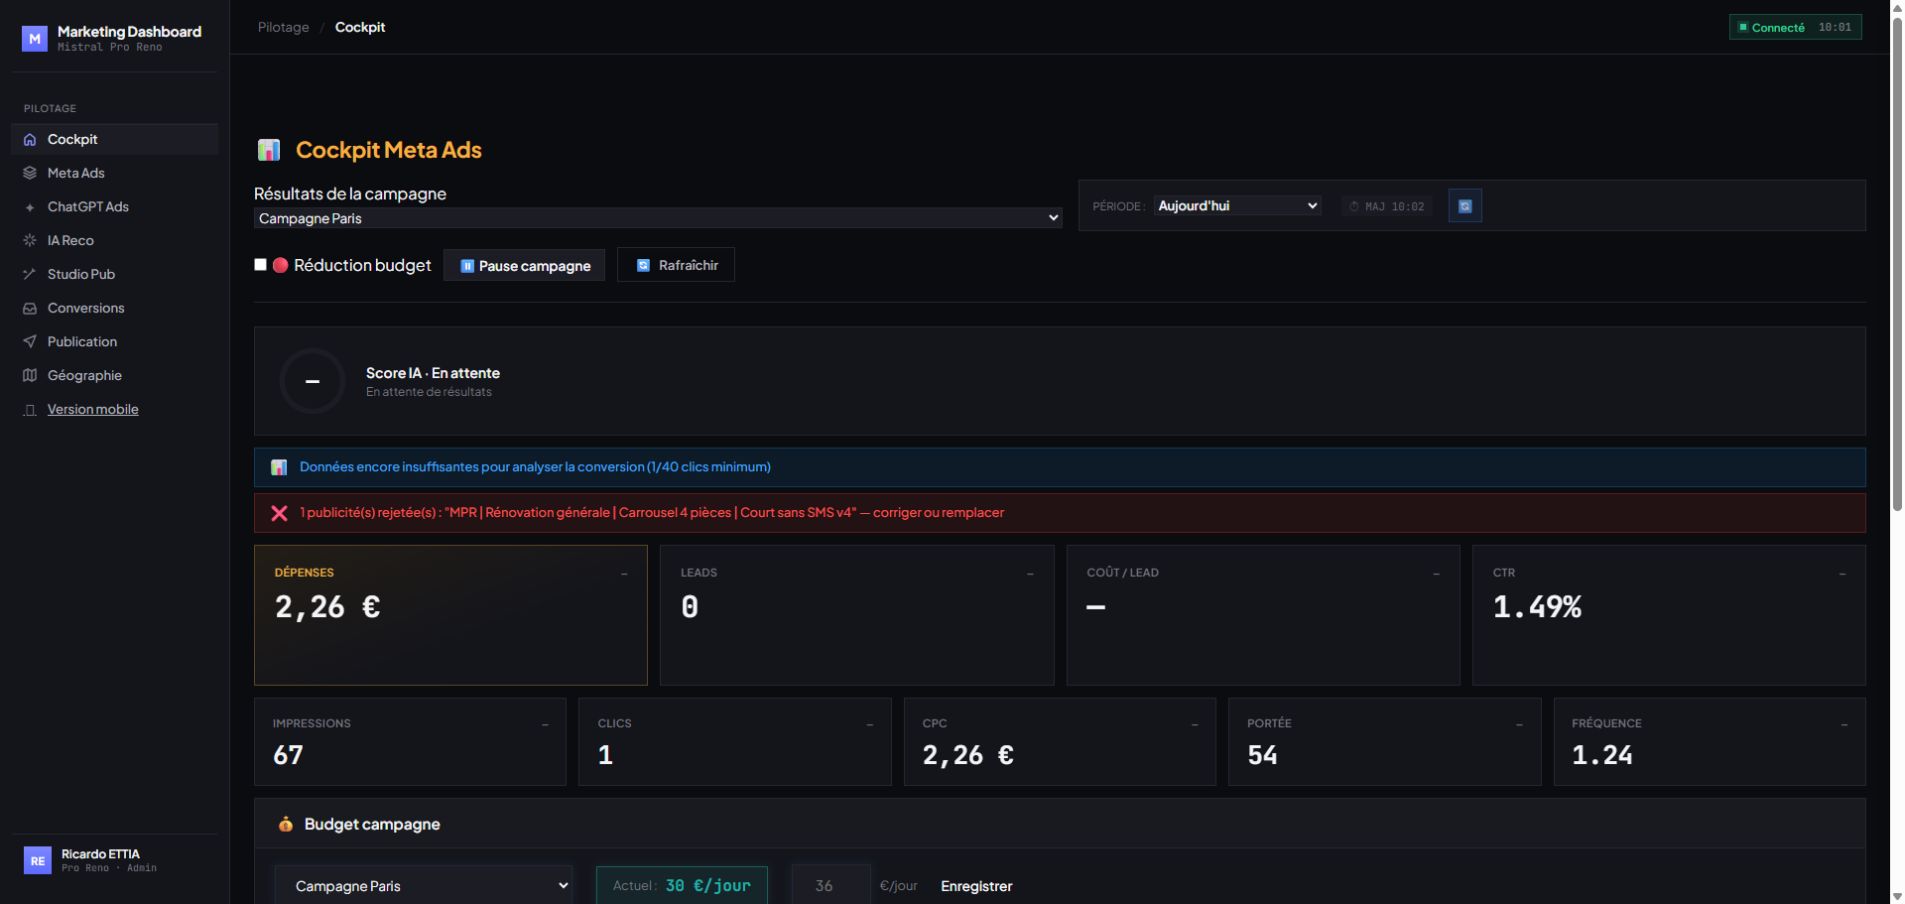 M
Marketing Dashboard
Mistral Pro Reno
PILOTAGE
Cockpit
Meta Ads
ChatGPT Ads
IA Reco
Studio Pub
Conversions
Publication
Géographie
Version mobile
RE
Ricardo ETTIA
Pro Reno · Admin
Pilotage / Cockpit
Connecté 10:01
Cockpit Meta Ads
Résultats de la campagne
Campagne Paris
PÉRIODE : Aujourd'hui
MAJ 10:02
Réduction budget
Pause campagne
Rafraîchir
–
Score IA · En attente
En attente de résultats
Données encore insuffisantes pour analyser la conversion (1/40 clics minimum)
1 publicité(s) rejetée(s) : "MPR | Rénovation générale | Carrousel 4 pièces | Court sans SMS v4" — corriger ou remplacer
DÉPENSES –
2,26 €
LEADS –
0
COÛT / LEAD –
—
CTR –
1.49%
IMPRESSIONS –
67
CLICS –
1
CPC –
2,26 €
PORTÉE –
54
FRÉQUENCE –
1.24
Budget campagne
Campagne Paris
Actuel : 30 €/jour
36 €/jour
Enregistrer